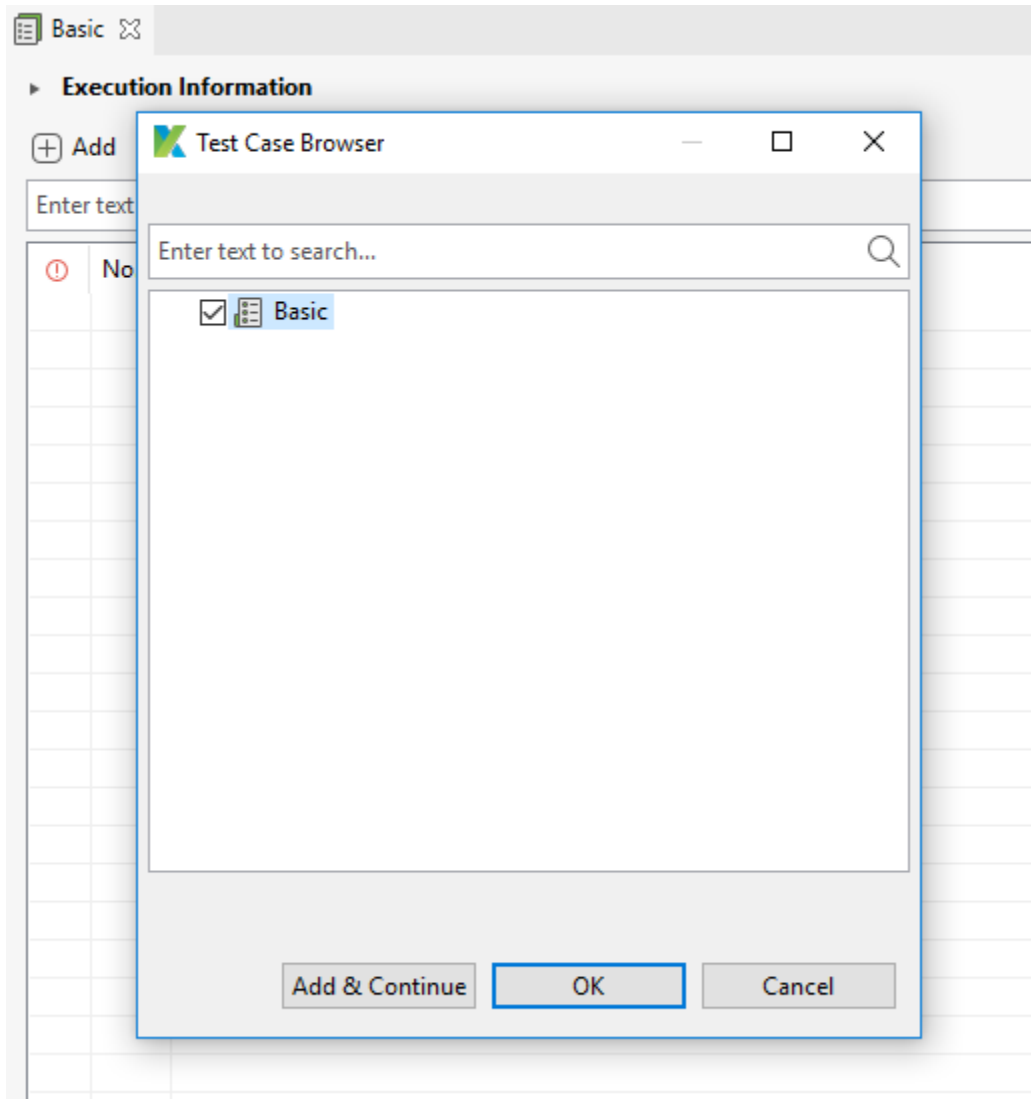 Basic
Execution Information
Add
Test Case Browser
Enter text
Enter text to search...
No
Basic
Add & Continue
OK
Cancel